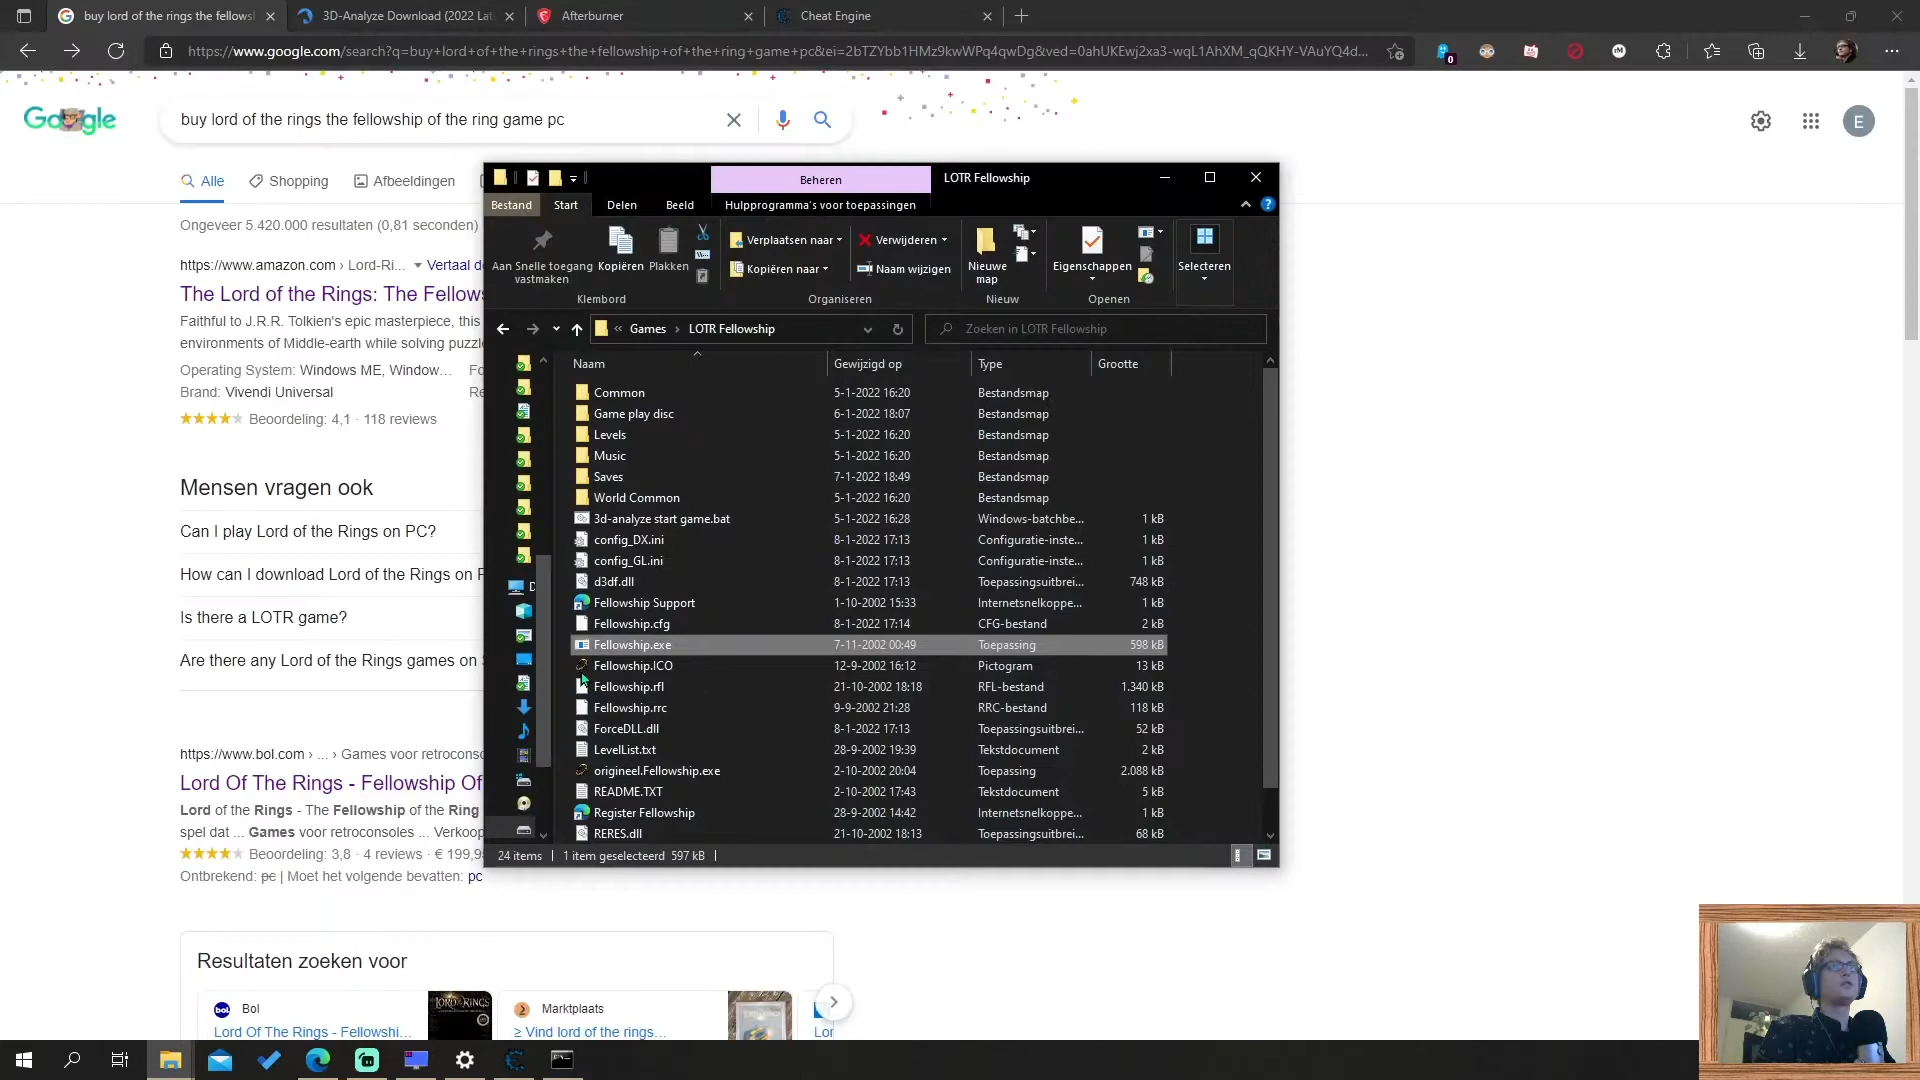 buy lord of the rings the fellows
3D-Analyze Download (2022 Lat
Afterburner
Cheat Engine
https://www.google.com/search?q=buy+lord+of+the+rings+the+fellowship+of+the+ring+game+pc&ei=2bTZYbb1HMz9kwWPq4qwDg&ved=0ahUKEwj2xa3-wqL1AhXM_qQKHY-VAuYQ4d...
0
rM
Google
buy lord of the rings the fellowship of the ring game pc
E
Alle
Shopping
Afbeeldingen
Ongeveer 5.420.000 resultaten (0,81 seconden)
https://www.amazon.com › Lord-Ri... Vertaal d
The Lord of the Rings: The Fellows
Faithful to J.R.R. Tolkien's epic masterpiece, this
environments of Middle-earth while solving puzzl
Operating System: Windows ME, Window... Fo
Brand: Vivendi Universal Re
Beoordeling: 4,1 · 118 reviews
Mensen vragen ook
Can I play Lord of the Rings on PC?
How can I download Lord of the Rings on P
Is there a LOTR game?
Are there any Lord of the Rings games on
https://www.bol.com › ... › Games voor retroconso
Lord Of The Rings - Fellowship Of
Lord of the Rings - The Fellowship of the Ring
spel dat ... Games voor retroconsoles ... Verkoop
Beoordeling: 3,8 · 4 reviews · € 199,9
Ontbrekend: pc | Moet het volgende bevatten: pc
Resultaten zoeken voor
bol
Bol
Lord Of The Rings - Fellowshi...
LORD RINGS
Marktplaats
≥ Vind lord of the rings...
Lor
Beheren
LOTR Fellowship
Bestand
Start
Delen
Beeld
Hulpprogramma's voor toepassingen
Aan Snelle toegang
vastmaken
Kopiëren
Plakken
Klembord
Verplaatsen naar
Kopiëren naar
Verwijderen
Naam wijzigen
Organiseren
Nieuwe
map
Nieuw
Eigenschappen
Openen
Selecteren
« Games › LOTR Fellowship
Zoeken in LOTR Fellowship
Naam Gewijzigd op Type Grootte
Common 5-1-2022 16:20 Bestandsmap
Game play disc 6-1-2022 18:07 Bestandsmap
Levels 5-1-2022 16:20 Bestandsmap
Music 5-1-2022 16:20 Bestandsmap
Saves 7-1-2022 18:49 Bestandsmap
World Common 5-1-2022 16:20 Bestandsmap
3d-analyze start game.bat 5-1-2022 16:28 Windows-batchbe... 1 kB
config_DX.ini 8-1-2022 17:13 Configuratie-inste... 1 kB
config_GL.ini 8-1-2022 17:13 Configuratie-inste... 1 kB
d3df.dll 8-1-2022 17:13 Toepassingsuitbrei... 748 kB
Fellowship Support 1-10-2002 15:33 Internetsnelkoppe... 1 kB
Fellowship.cfg 8-1-2022 17:14 CFG-bestand 2 kB
Fellowship.exe 7-11-2002 00:49 Toepassing 598 kB
Fellowship.ICO 12-9-2002 16:12 Pictogram 13 kB
Fellowship.rfl 21-10-2002 18:18 RFL-bestand 1.340 kB
Fellowship.rrc 9-9-2002 21:28 RRC-bestand 118 kB
ForceDLL.dll 8-1-2022 17:13 Toepassingsuitbrei... 52 kB
LevelList.txt 28-9-2002 19:39 Tekstdocument 2 kB
origineel.Fellowship.exe 2-10-2002 20:04 Toepassing 2.088 kB
README.TXT 2-10-2002 17:43 Tekstdocument 5 kB
Register Fellowship 28-9-2002 14:42 Internetsnelkoppe... 1 kB
RERES.dll 21-10-2002 18:13 Toepassingsuitbrei... 68 kB
D
24 items
1 item geselecteerd 597 kB